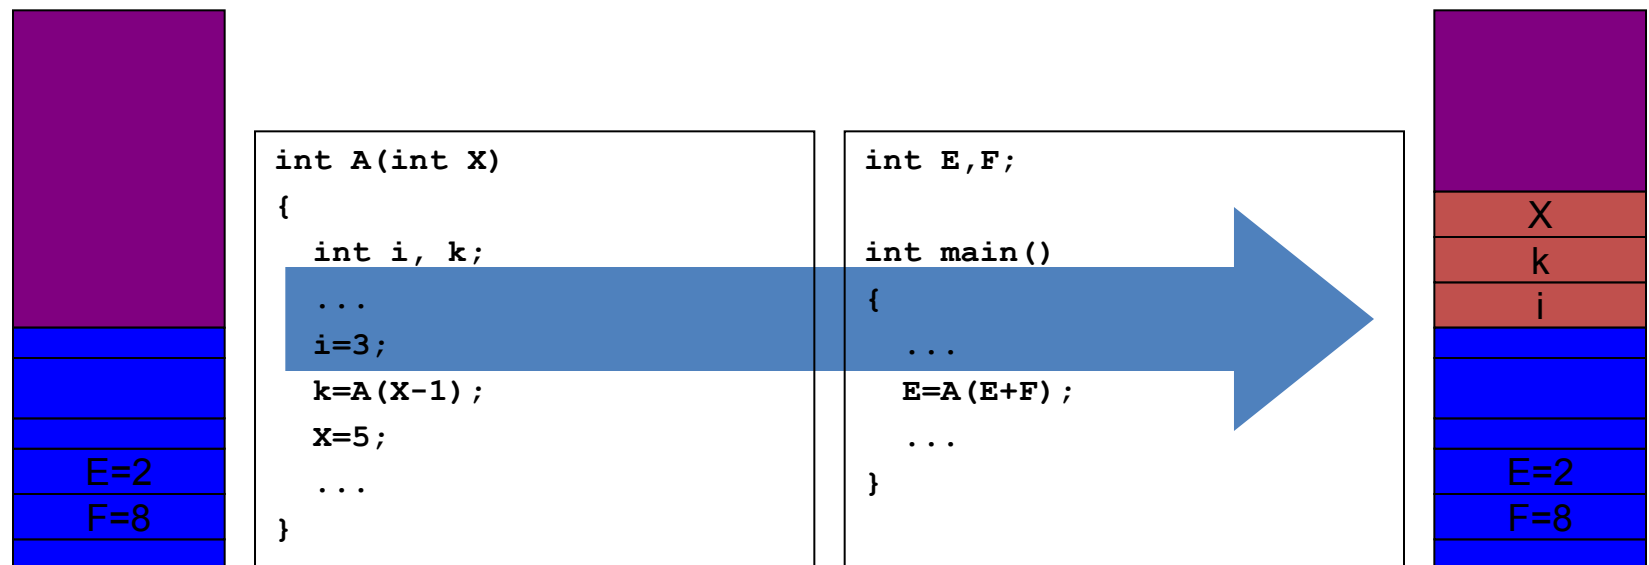 E=2
F=8
int A(int X)
{
int i, k;
...
i=3;
k=A(X-1);
X=5;
...
}
int E,F;
int main()
{
...
E=A(E+F);
...
}
X
k
i
E=2
F=8